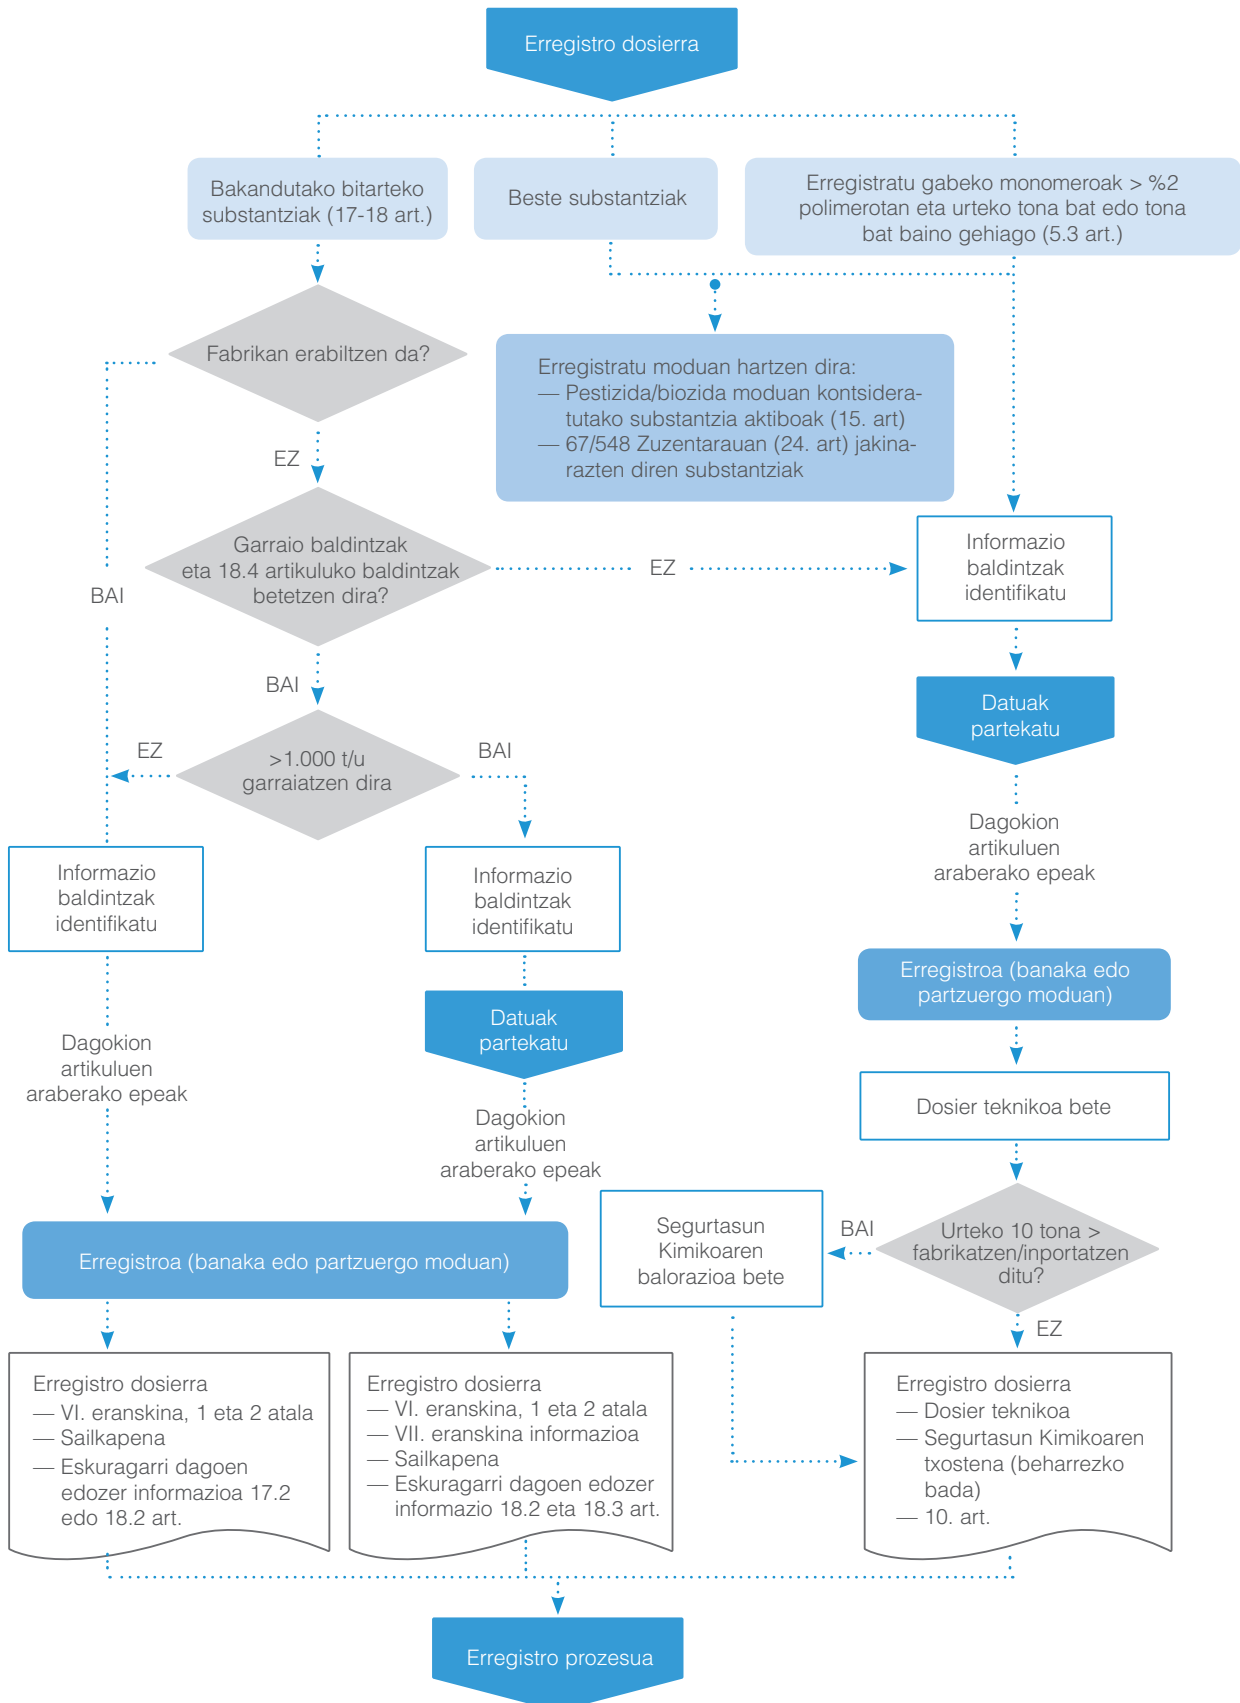 Erregistro dosierra
Bakandutako bitarteko
substantziak (17-18 art.)
Beste substantziak
Erregistratu gabeko monomeroak > %2
polimerotan eta urteko tona bat edo tona
bat baino gehiago (5.3 art.)
Fabrikan erabiltzen da?
Erregistratu moduan hartzen dira:
— Pestizida/biozida moduan kontsidera-
tutako substantzia aktiboak (15. art)
— 67/548 Zuzentarauan (24. art) jakina-
razten diren substantziak
EZ
Garraio baldintzak
eta 18.4 artikuluko baldintzak
betetzen dira?
EZ
Informazio
baldintzak
identifikatu
BAI
BAI
Datuak
partekatu
>1.000 t/u
garraiatzen dira
EZ
BAI
Dagokion
artikuluen
araberako epeak
Informazio
baldintzak
identifikatu
Informazio
baldintzak
identifikatu
Erregistroa (banaka edo
partzuergo moduan)
Datuak
partekatu
Dagokion
artikuluen
araberako epeak
Dosier teknikoa bete
Dagokion
artikuluen
araberako epeak
Segurtasun
Kimikoaren
balorazioa bete
BAI
Urteko 10 tona >
fabrikatzen/inportatzen
ditu?
Erregistroa (banaka edo partzuergo moduan)
EZ
Erregistro dosierra
— VI. eranskina, 1 eta 2 atala
— Sailkapena
— Eskuragarri dagoen
edozer informazioa 17.2
edo 18.2 art.
Erregistro dosierra
— VI. eranskina, 1 eta 2 atala
— VII. eranskina informazioa
— Sailkapena
— Eskuragarri dagoen edozer
informazio 18.2 eta 18.3 art.
Erregistro dosierra
— Dosier teknikoa
— Segurtasun Kimikoaren
txostena (beharrezko
bada)
— 10. art.
Erregistro prozesua